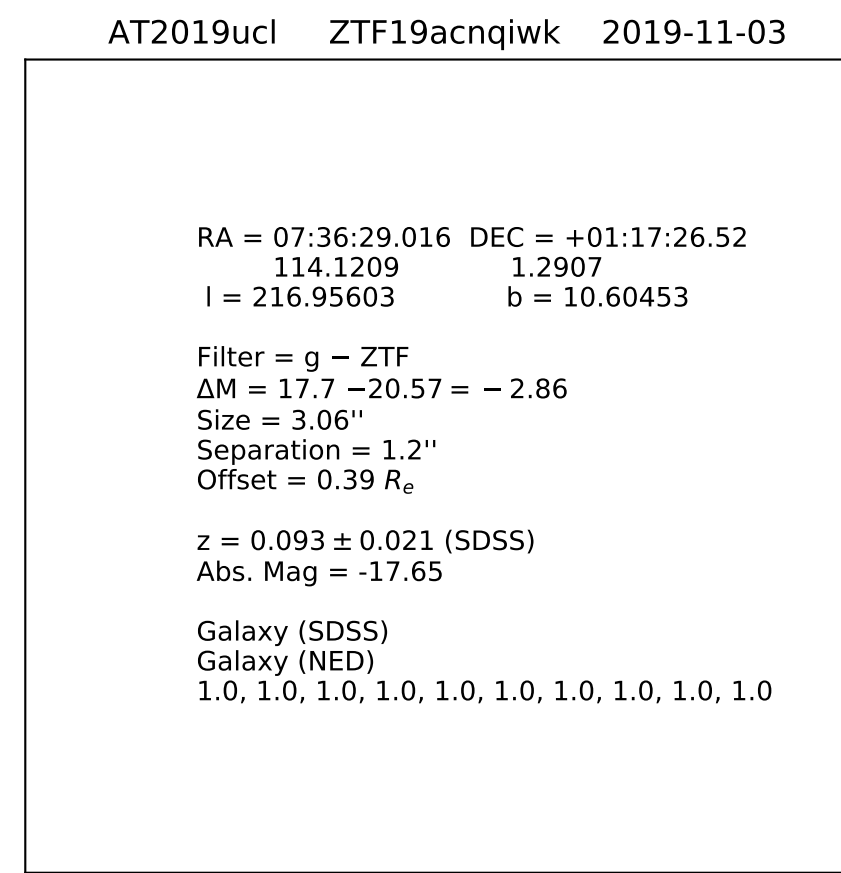 AT2019ucl ZTF19acnqiwk 2019-11-03
RA = 07:36:29.016 DEC = +01:17:26.52
114.1209 1.2907
l = 216.95603 b = 10.60453
Filter = g − ZTF
ΔM = 17.7 −20.57 = − 2.86
Size = 3.06''
Separation = 1.2''
Offset = 0.39 Re
z = 0.093 ± 0.021 (SDSS)
Abs. Mag = -17.65
Galaxy (SDSS)
Galaxy (NED)
1.0, 1.0, 1.0, 1.0, 1.0, 1.0, 1.0, 1.0, 1.0, 1.0